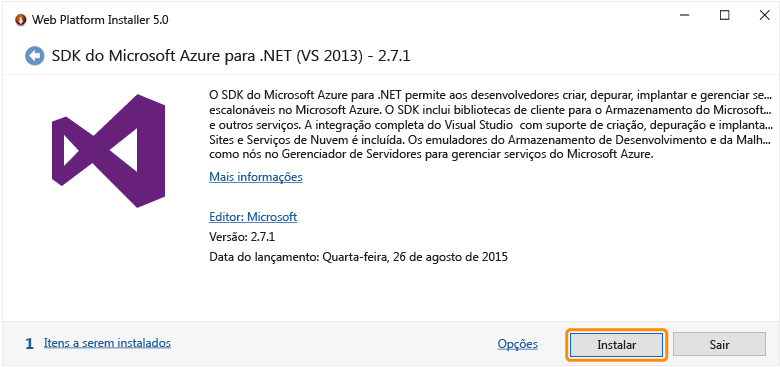 Web Platform Installer 5.0
SDK do Microsoft Azure para .NET (VS 2013) - 2.7.1
O SDK do Microsoft Azure para .NET permite aos desenvolvedores criar, depurar, implantar e gerenciar se...
escalonáveis no Microsoft Azure. O SDK inclui bibliotecas de cliente para o Armazenamento do Microsoft...
e outros serviços. A integração completa do Visual Studio com suporte de criação, depuração e implanta...
Sites e Serviços de Nuvem é incluída. Os emuladores do Armazenamento de Desenvolvimento e da Malh...
como nós no Gerenciador de Servidores para gerenciar serviços do Microsoft Azure.
Mais informações
Editor: Microsoft
Versão: 2.7.1
Data do lançamento: Quarta-feira, 26 de agosto de 2015
1 Itens a serem instalados
Opções
Instalar
Sair